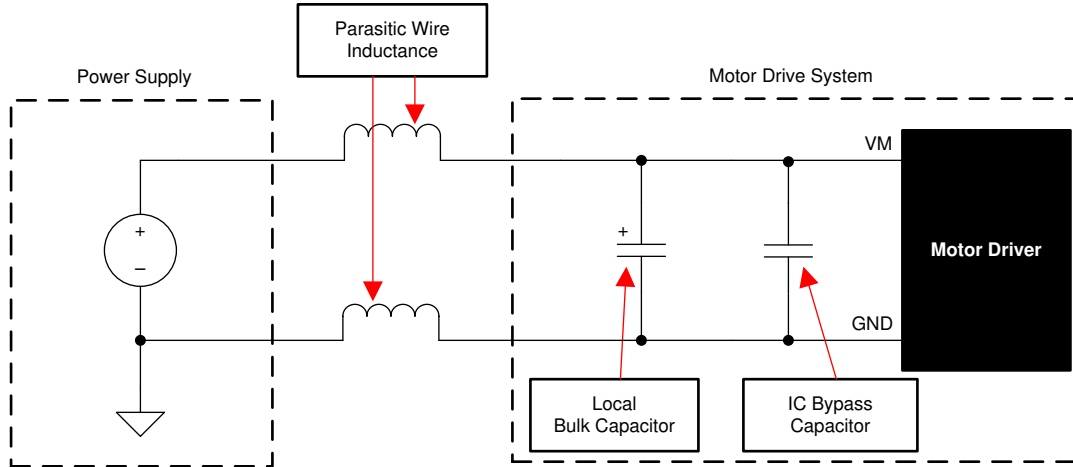 Parasitic Wire
Inductance
Power Supply
Motor Drive System
VM
+
–
+
Motor Driver
GND
Local
Bulk Capacitor
IC Bypass
Capacitor